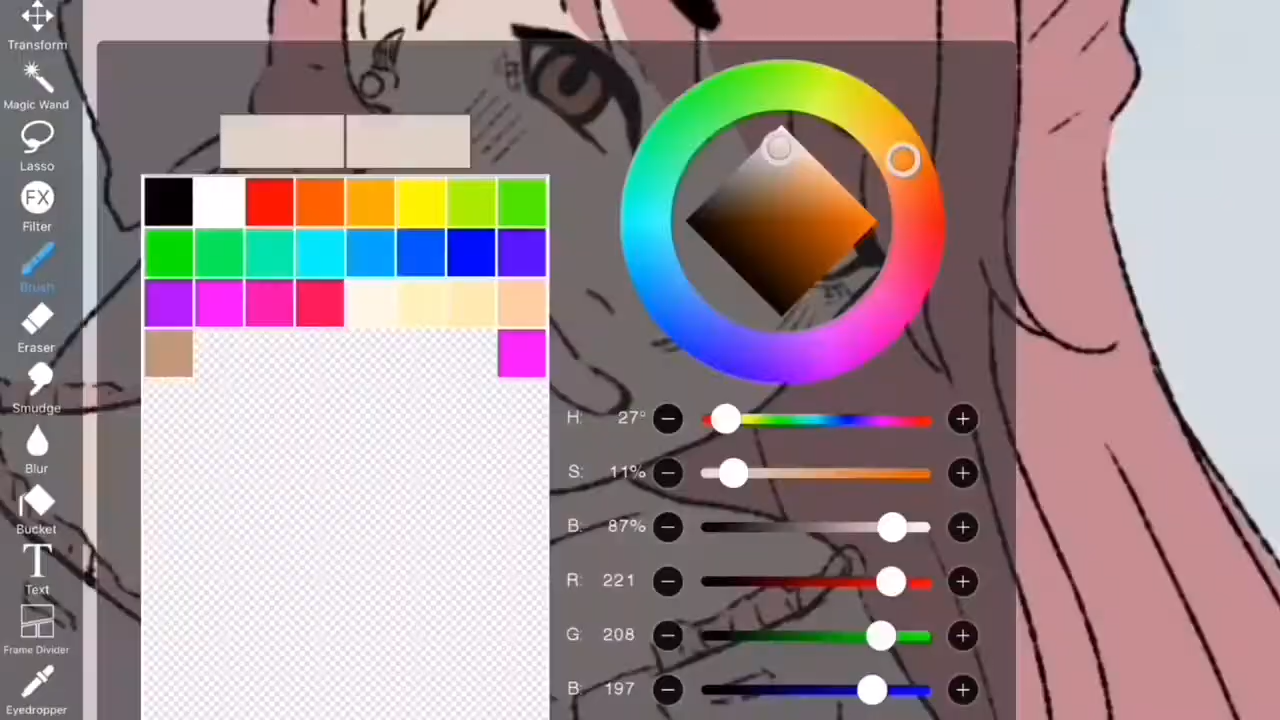 Transform
Magic Wand
Lasso
FX
Filter
Brush
Eraser
Smudge
Blur
Bucket
T
Text
Frame Divider
Eyedropper
H: 27°
S: 11%
B: 87%
R: 221
G: 208
B: 197